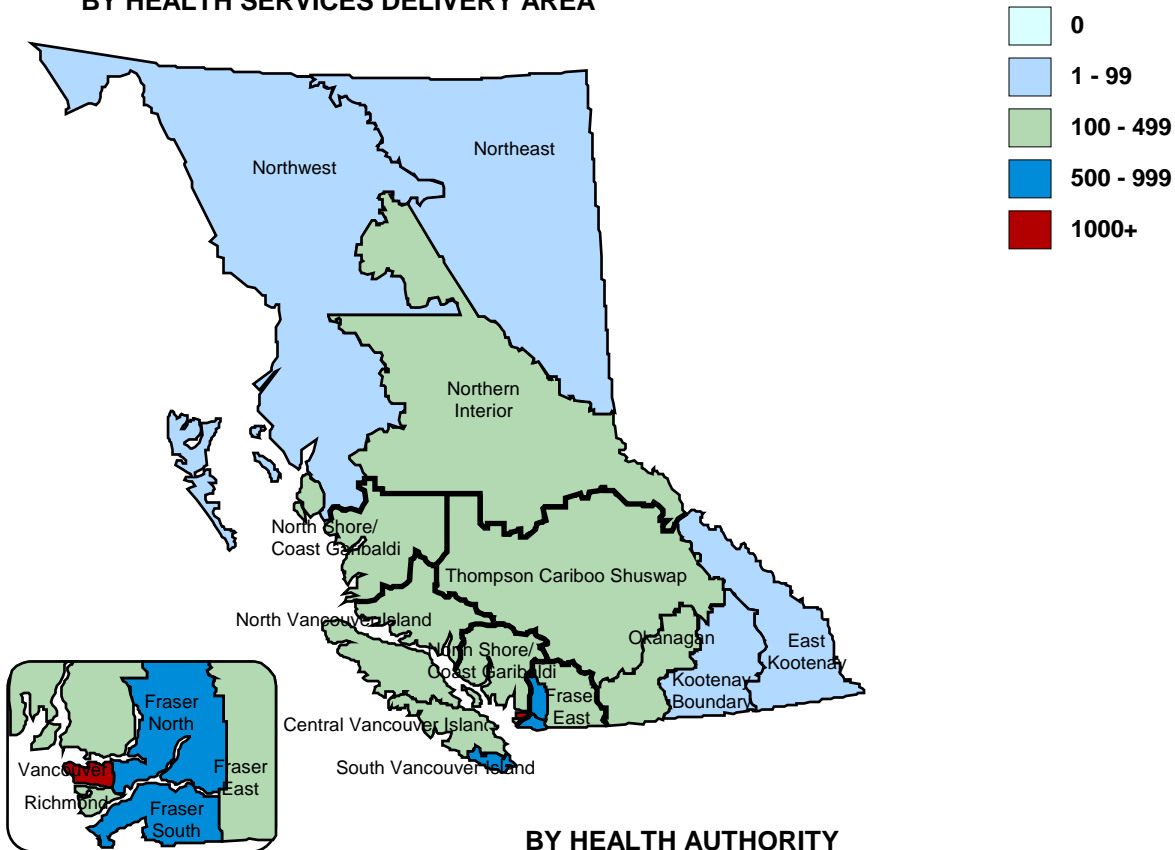 BY HEALTH SERVICES DELIVERY AREA
0
1 - 99
100 - 499
500 - 999
1000+
Northwest
Northeast
Northern
Interior
North Shore/
Coast Garibaldi
Thompson Cariboo Shuswap
North Vancouver Island
North Shore/
Coast Garibaldi
Okanagan
East
Kootenay
Kootenay
Boundary
Fraser
East
Central Vancouver Island
South Vancouver Island
Fraser
North
Vancouver
Fraser
East
Richmond
Fraser
South
BY HEALTH AUTHORITY